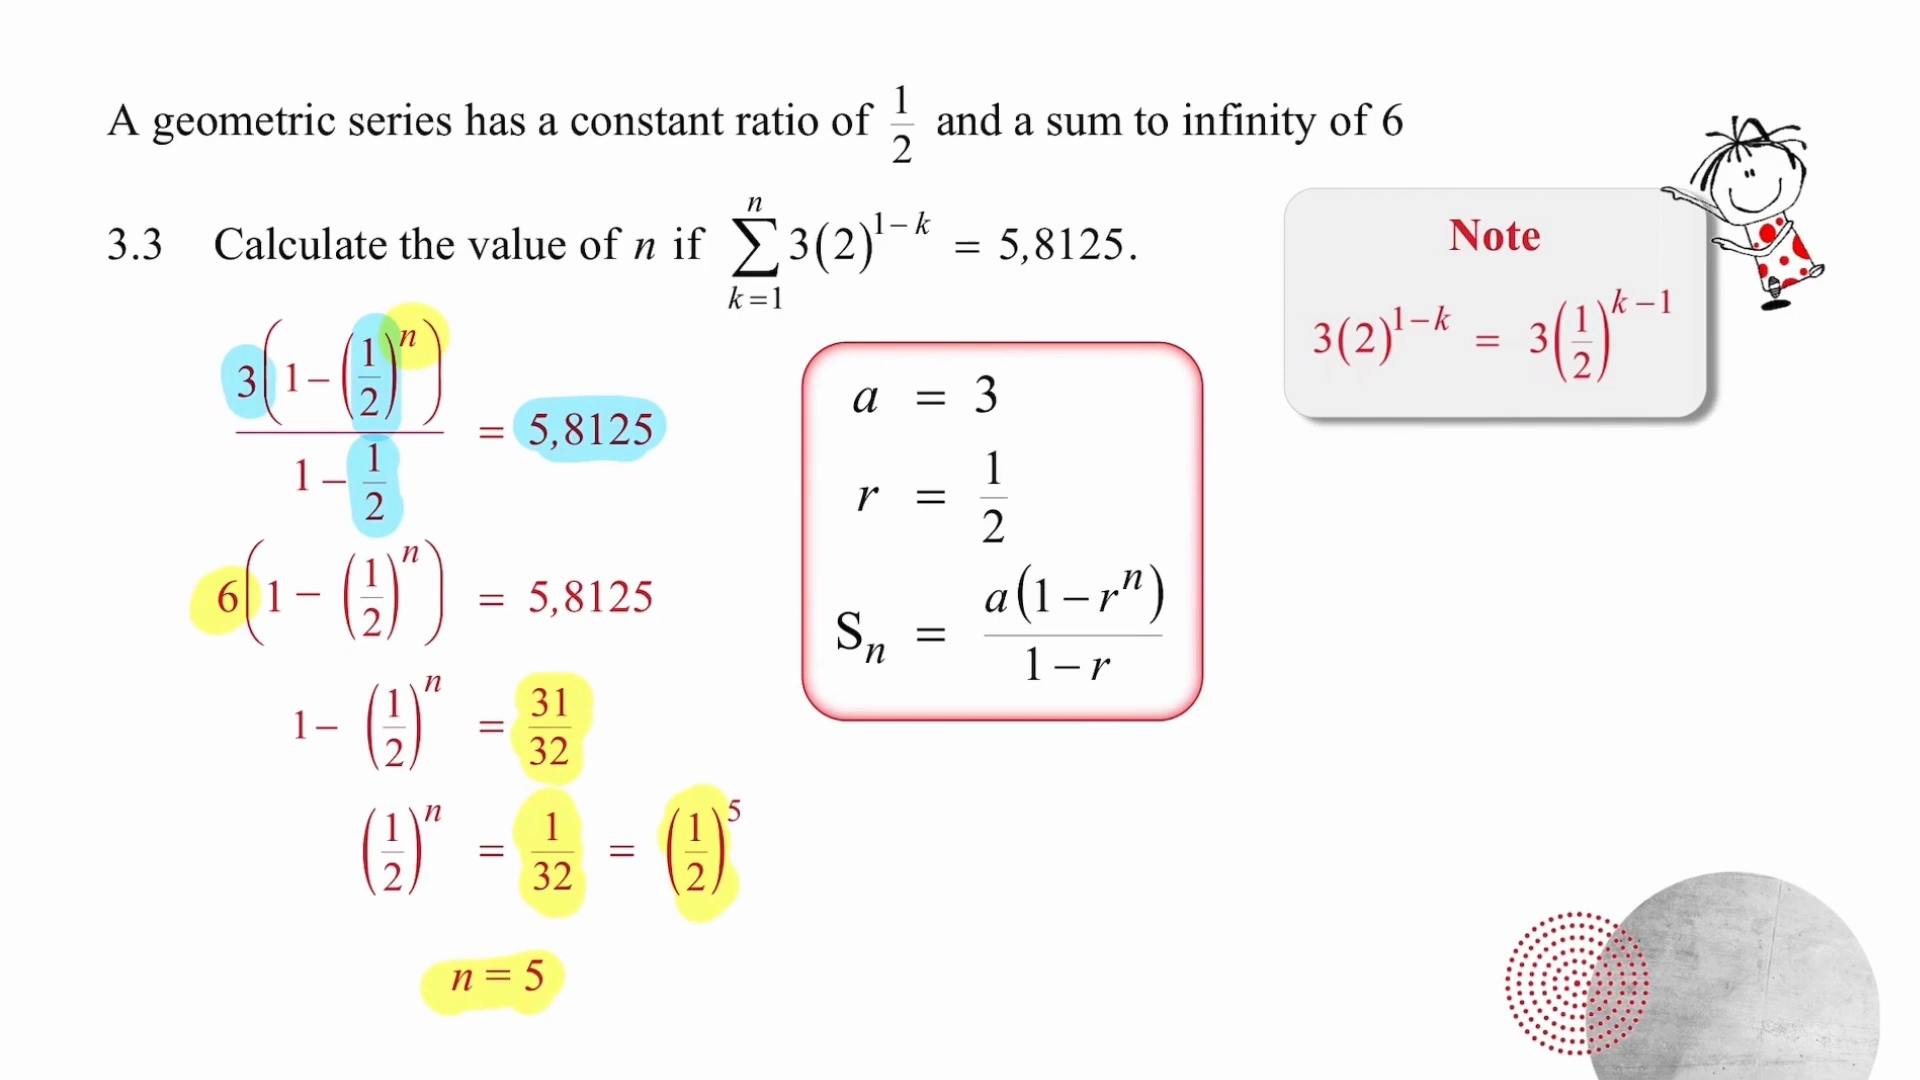 A geometric series has a constant ratio of 1/2 and a sum to infinity of 6
3.3 Calculate the value of n if ∑_{k=1}^{n} 3(2)^{1−k} = 5,8125.
3(1−(1/2)^n) / (1−1/2) = 5,8125
6(1−(1/2)^n) = 5,8125
1−(1/2)^n = 31/32
(1/2)^n = 1/32 = (1/2)^5
n = 5
a = 3
r = 1/2
S_n = a(1−r^n) / (1−r)
Note
3(2)^{1−k} = 3(1/2)^{k−1}